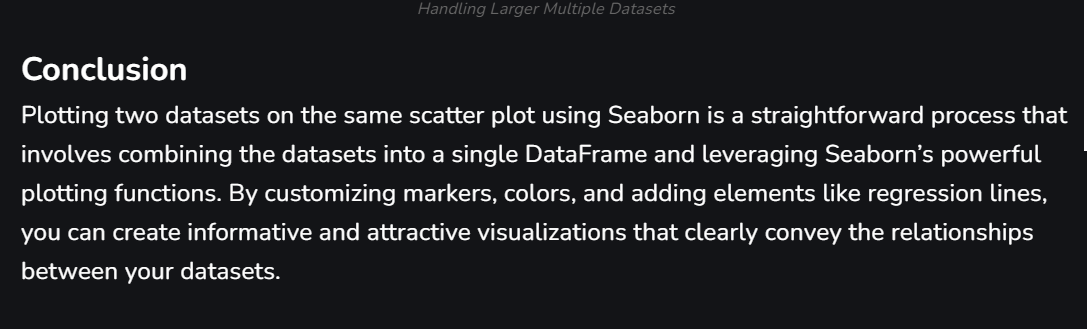 Handling Larger Multiple Datasets
Conclusion
Plotting two datasets on the same scatter plot using Seaborn is a straightforward process that
involves combining the datasets into a single DataFrame and leveraging Seaborn’s powerful
plotting functions. By customizing markers, colors, and adding elements like regression lines,
you can create informative and attractive visualizations that clearly convey the relationships
between your datasets.